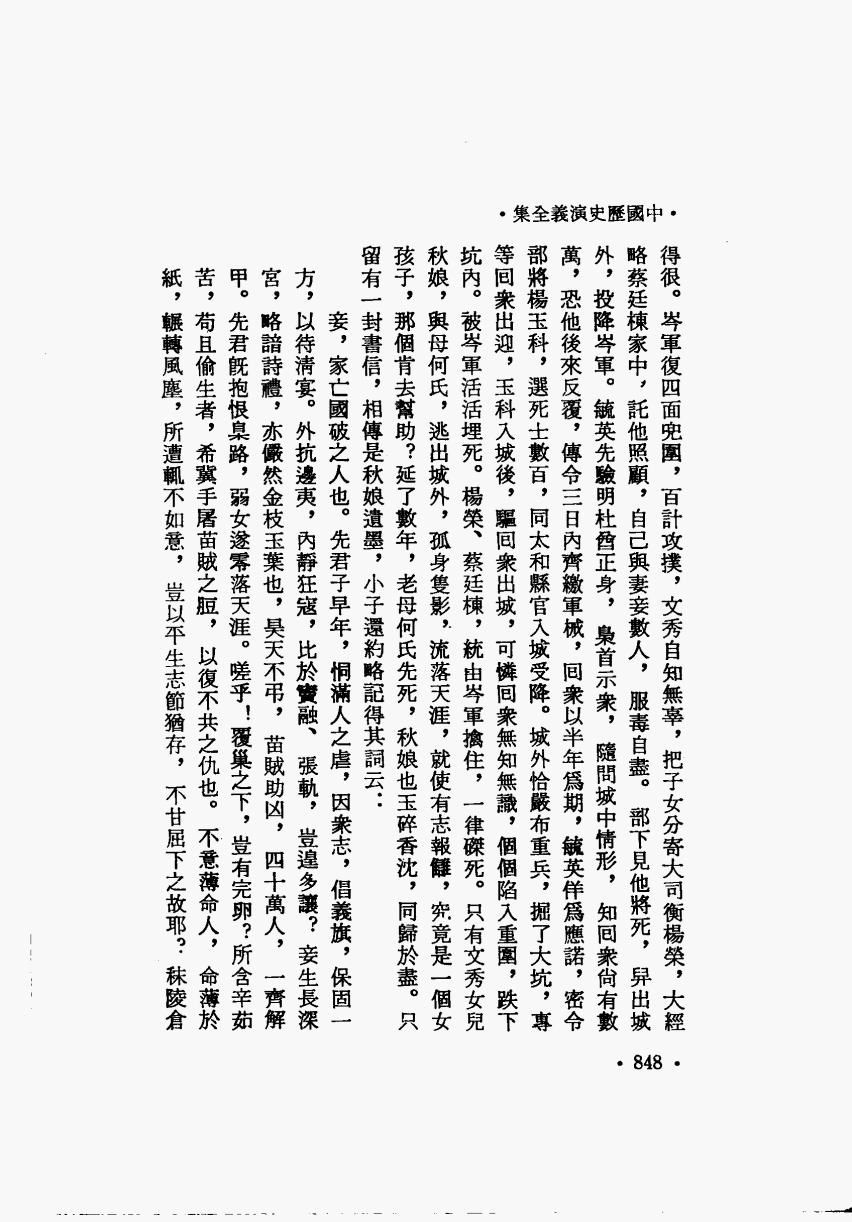 ·中國歷史演義全集·
得很。岑軍復四面兜圍，百計攻撲，文秀自知無辜，把子女分寄大司衡楊榮，大經
略蔡廷棟家中，託他照顧，自己與妻妾數人，服毒自盡。部下見他將死，舁出城
外，投降岑軍。毓英先驗明杜酋正身，梟首示衆，隨問城中情形，知回衆尙有數
萬，恐他後來反覆，傳令三日內齊繳軍械，回衆以半年爲期，毓英佯爲應諾，密令
部將楊玉科，選死士數百，同太和縣官入城受降。城外恰嚴布重兵，掘了大坑，專
等回衆出迎，玉科入城後，驅回衆出城，可憐回衆無知無識，個個陷入重圍，跌下
坑內。被岑軍活活埋死。楊榮、蔡廷棟，統由岑軍擒住，一律磔死。只有文秀女兒
秋娘，與母何氏，逃出城外，孤身隻影，流落天涯，就使有志報讎，究竟是一個女
孩子，那個肯去幫助？延了數年，老母何氏先死，秋娘也玉碎香沈，同歸於盡。只
留有一封書信，相傳是秋娘遺墨，小子還約略記得其詞云：
妾，家亡國破之人也。先君子早年，恫滿人之虐，因衆志，倡義旗，保固一
方，以待淸宴。外抗邊夷，內靜狂寇，比於竇融、張軌，豈遑多讓？妾生長深
宮，略諳詩禮，亦儼然金枝玉葉也，昊天不弔，苗賊助凶，四十萬人，一齊解
甲。先君旣抱恨臬路，弱女遂零落天涯。嗟乎！覆巢之下，豈有完卵？所含辛茹
苦，苟且偷生者，希冀手屠苗賊之脰，以復不共之仇也。不意薄命人，命薄於
紙，輾轉風塵，所遭輒不如意，豈以平生志節猶存，不甘屈下之故耶？秣陵倉
·848·